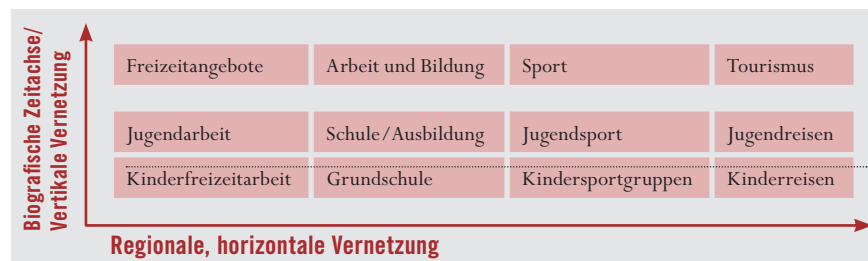 Biografische Zeitachse/
Vertikale Vernetzung
Freizeitangebote Arbeit und Bildung Sport Tourismus
Jugendarbeit Schule/Ausbildung Jugendsport Jugendreisen
Kinderfreizeitarbeit Grundschule Kindersportgruppen Kinderreisen
Regionale, horizontale Vernetzung